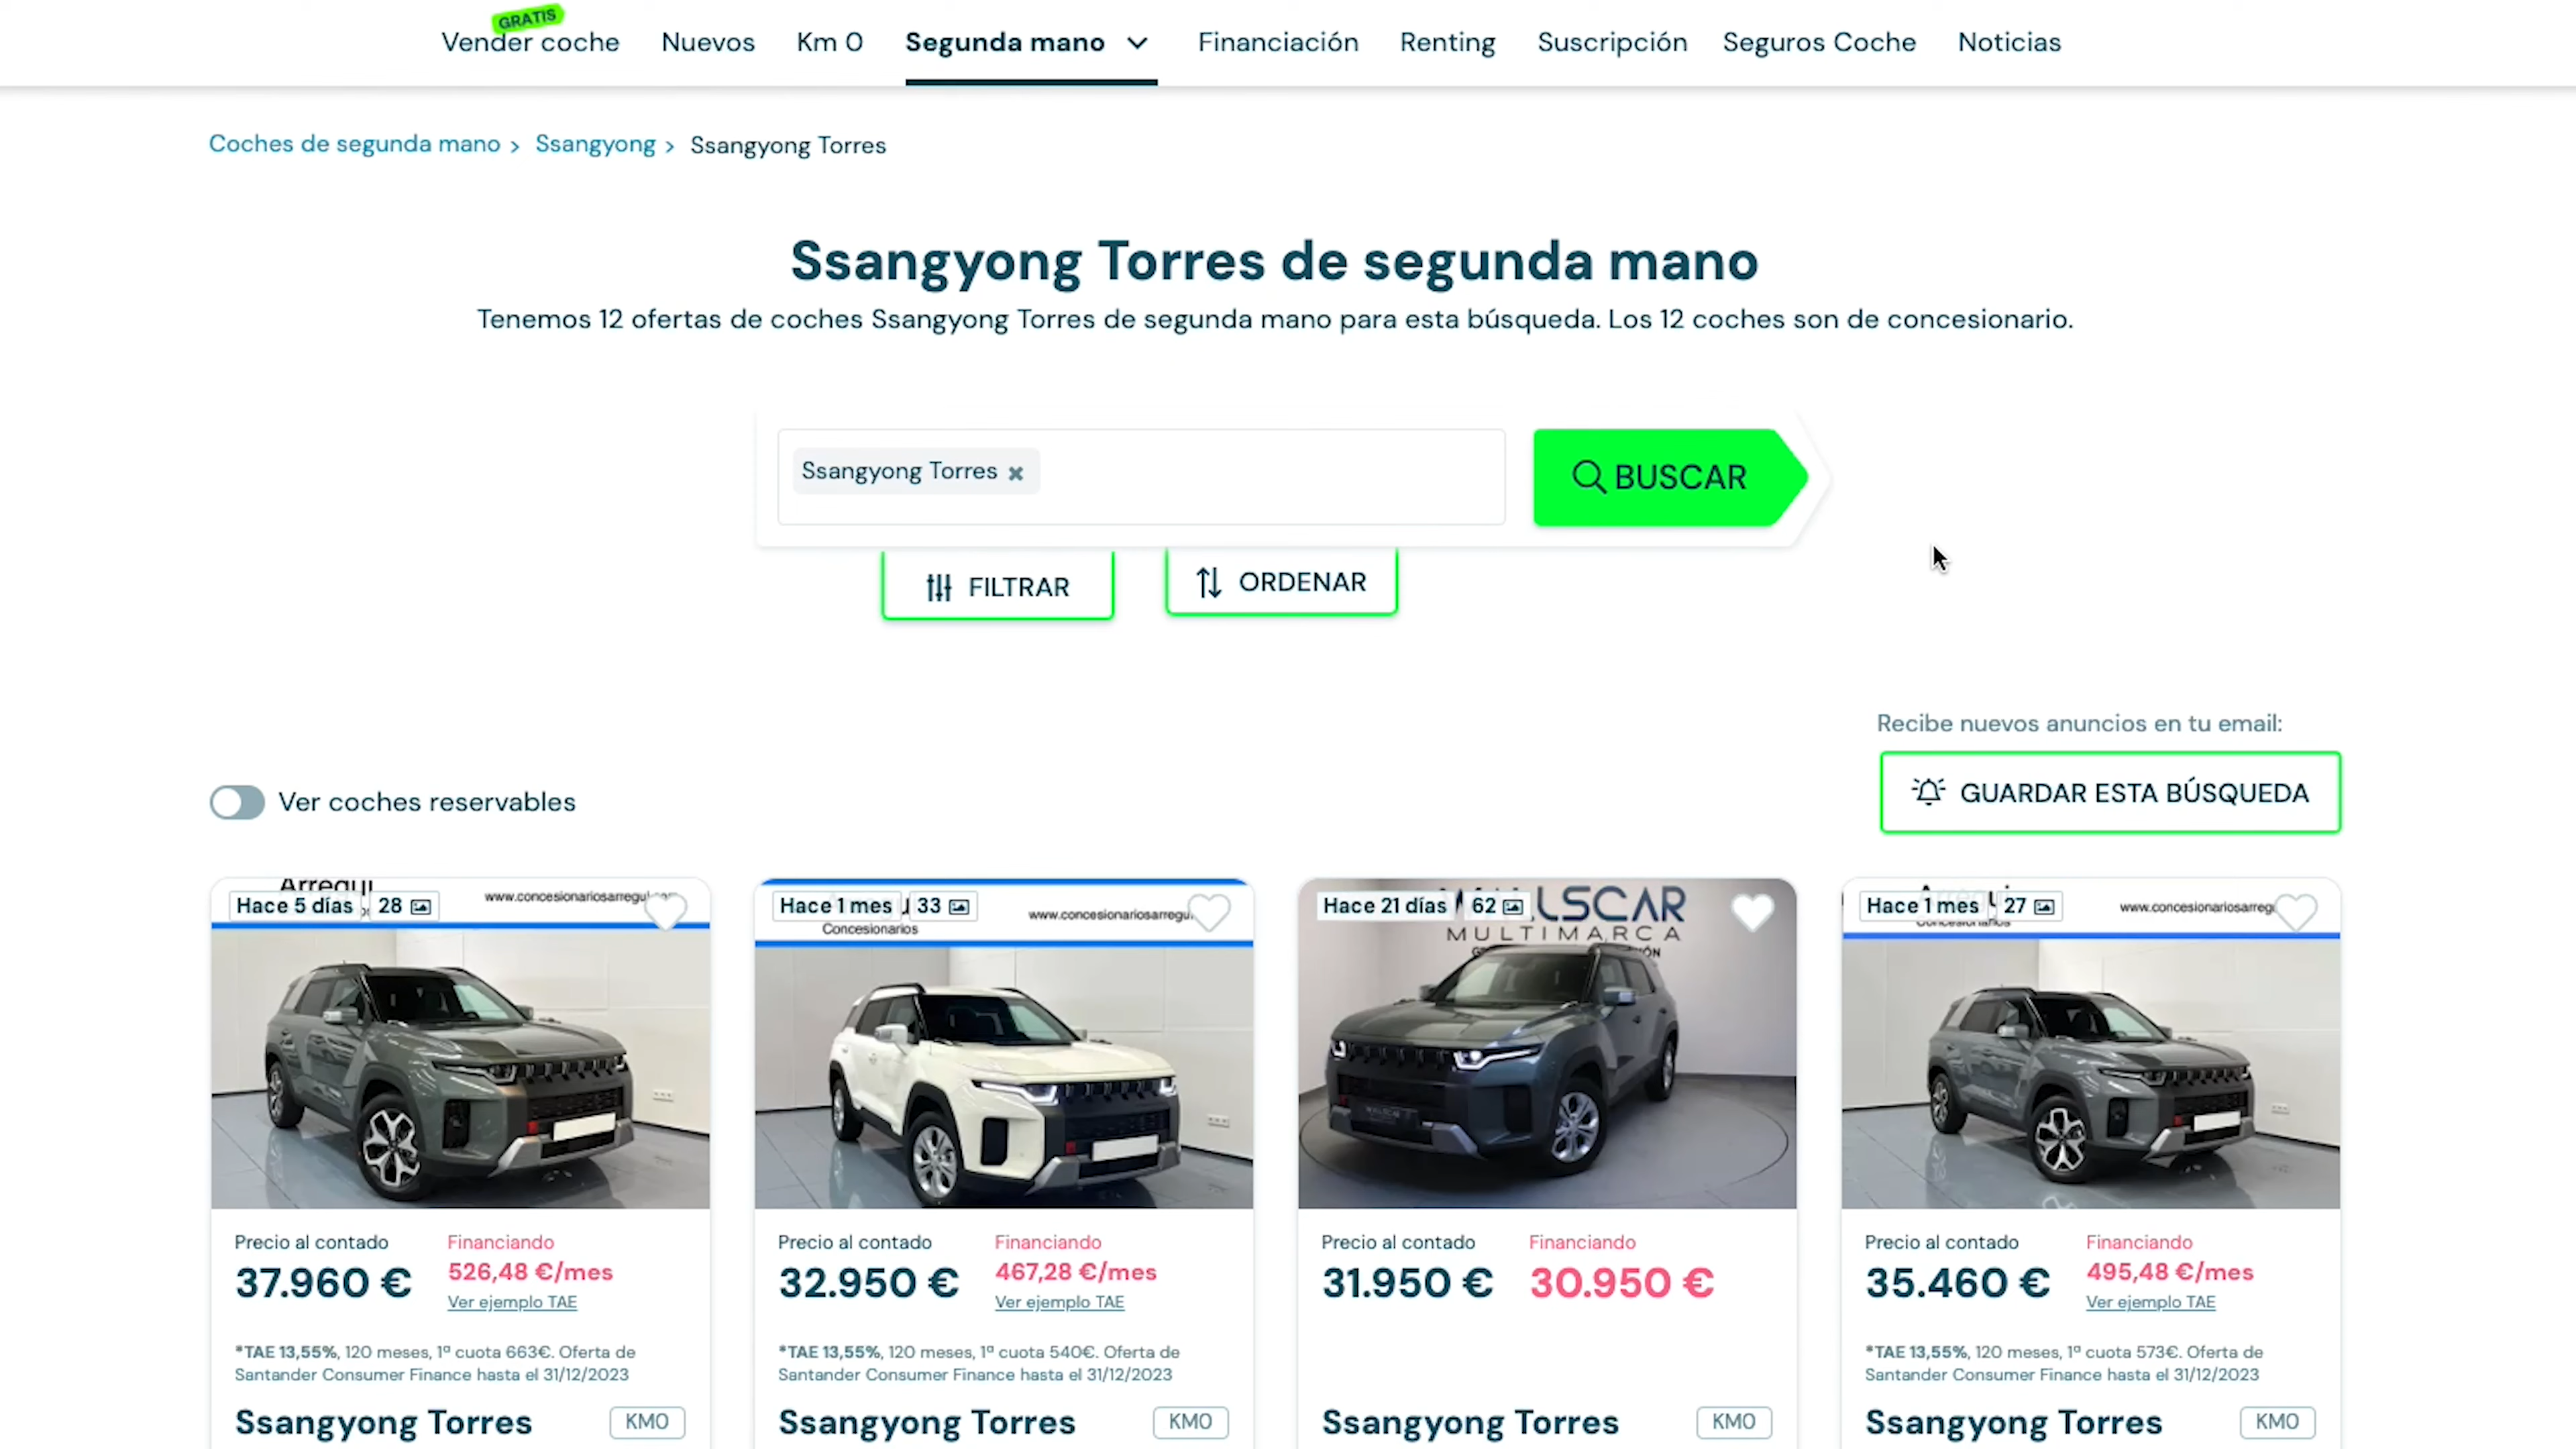 GRATIS
Vender coche Nuevos Km 0 Segunda mano Financiación Renting Suscripción Seguros Coche Noticias
Coches de segunda mano > Ssangyong > Ssangyong Torres
Ssangyong Torres de segunda mano
Tenemos 12 ofertas de coches Ssangyong Torres de segunda mano para esta búsqueda. Los 12 coches son de concesionario.
Ssangyong Torres
BUSCAR
FILTRAR
ORDENAR
Recibe nuevos anuncios en tu email:
GUARDAR ESTA BÚSQUEDA
Ver coches reservables
Hace 5 días 28
Precio al contado Financiando
37.960 € 526,48 €/mes
Ver ejemplo TAE
*TAE 13,55%, 120 meses, 1ª cuota 663€. Oferta de
Santander Consumer Finance hasta el 31/12/2023
Ssangyong Torres KM0
Hace 1 mes 33
Concesionarios
Precio al contado Financiando
32.950 € 467,28 €/mes
Ver ejemplo TAE
*TAE 13,55%, 120 meses, 1ª cuota 540€. Oferta de
Santander Consumer Finance hasta el 31/12/2023
Ssangyong Torres KM0
Hace 21 días 62
MULTIMARCA
Precio al contado Financiando
31.950 € 30.950 €
Ssangyong Torres KM0
Hace 1 mes 27
Precio al contado Financiando
35.460 € 495,48 €/mes
Ver ejemplo TAE
*TAE 13,55%, 120 meses, 1ª cuota 573€. Oferta de
Santander Consumer Finance hasta el 31/12/2023
Ssangyong Torres KM0